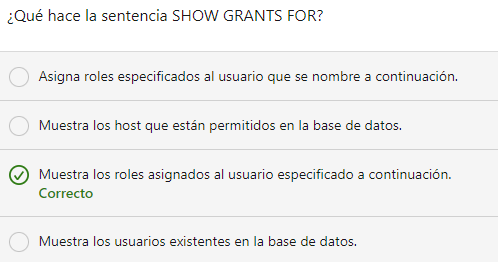 ¿Qué hace la sentencia SHOW GRANTS FOR?
Asigna roles especificados al usuario que se nombre a continuación.
Muestra los host que están permitidos en la base de datos.
Muestra los roles asignados al usuario especificado a continuación.
Correcto
Muestra los usuarios existentes en la base de datos.